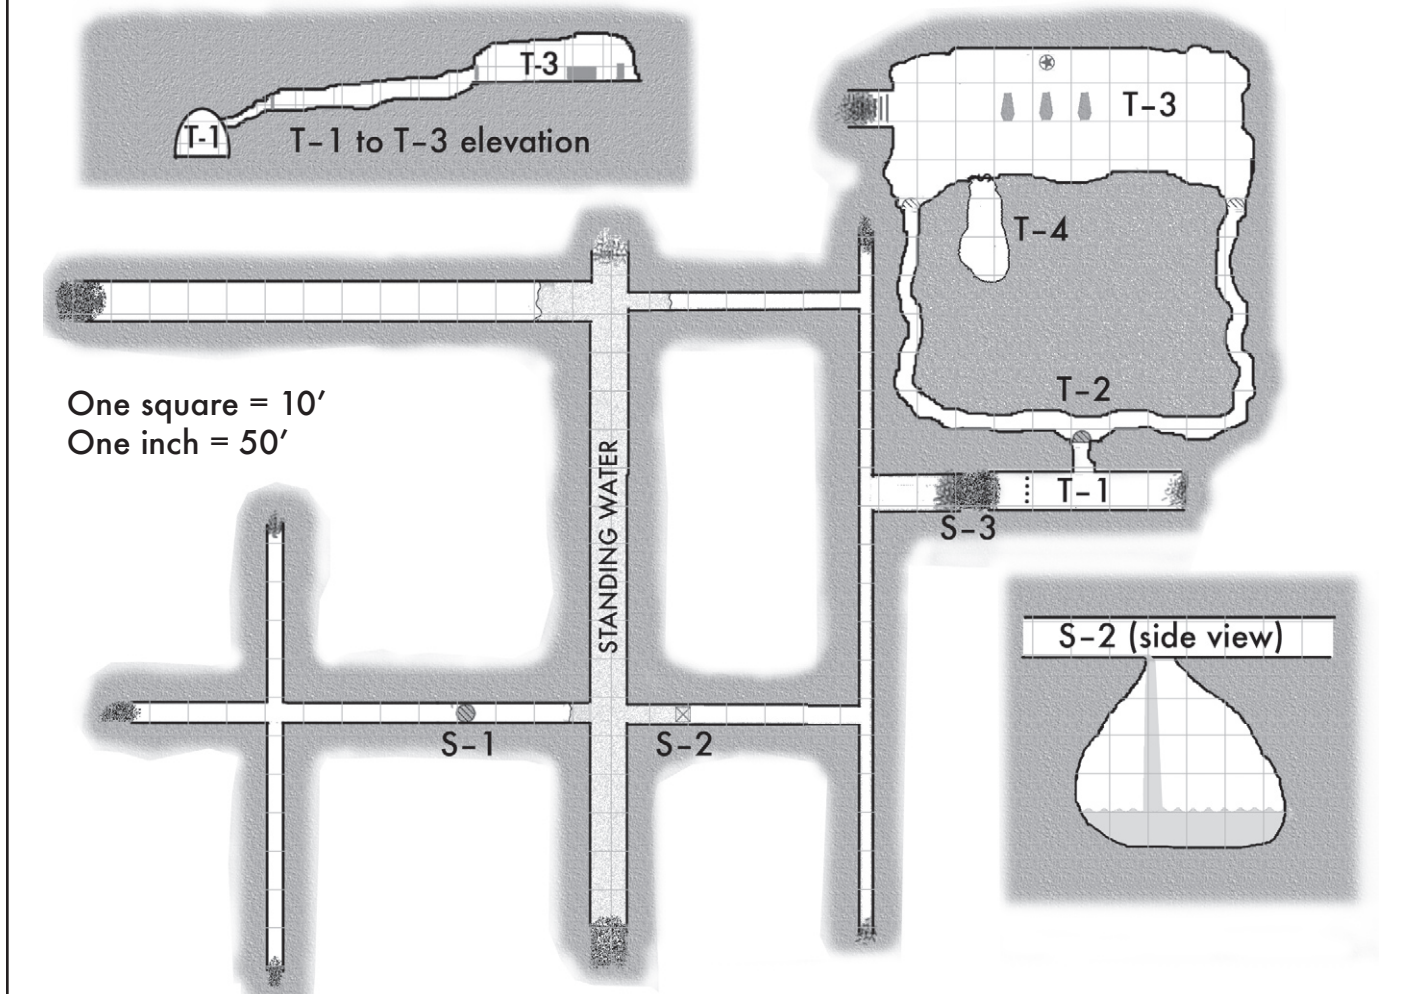 T-3
T-1
T-1 to T-3 elevation
T-3
T-4
One square = 10′
One inch = 50′
T-2
STANDING WATER
T-1
S-3
S-2 (side view)
S-1
S-2